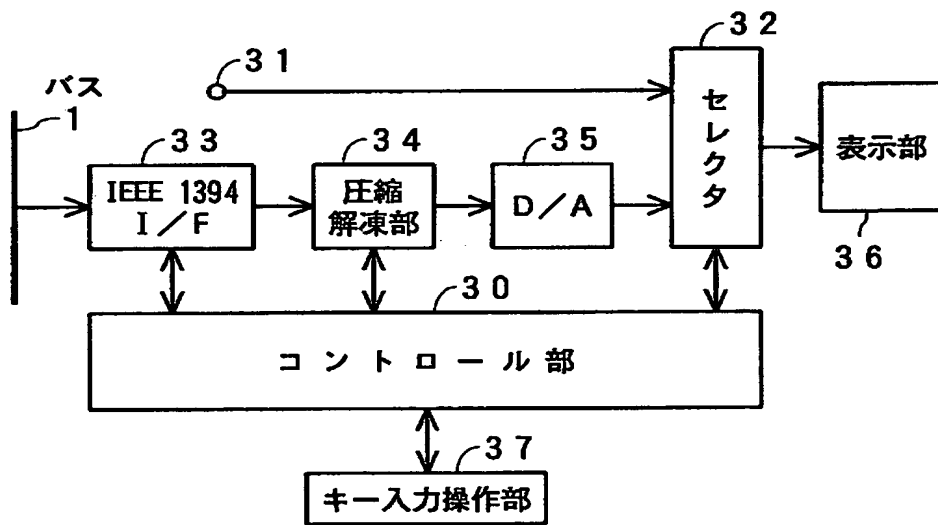 32
31
バス
1
33
34
35
セレクタ
表示部
IEEE 1394
I/F
圧縮
解凍部
D/A
36
30
コントロール部
37
キー入力操作部